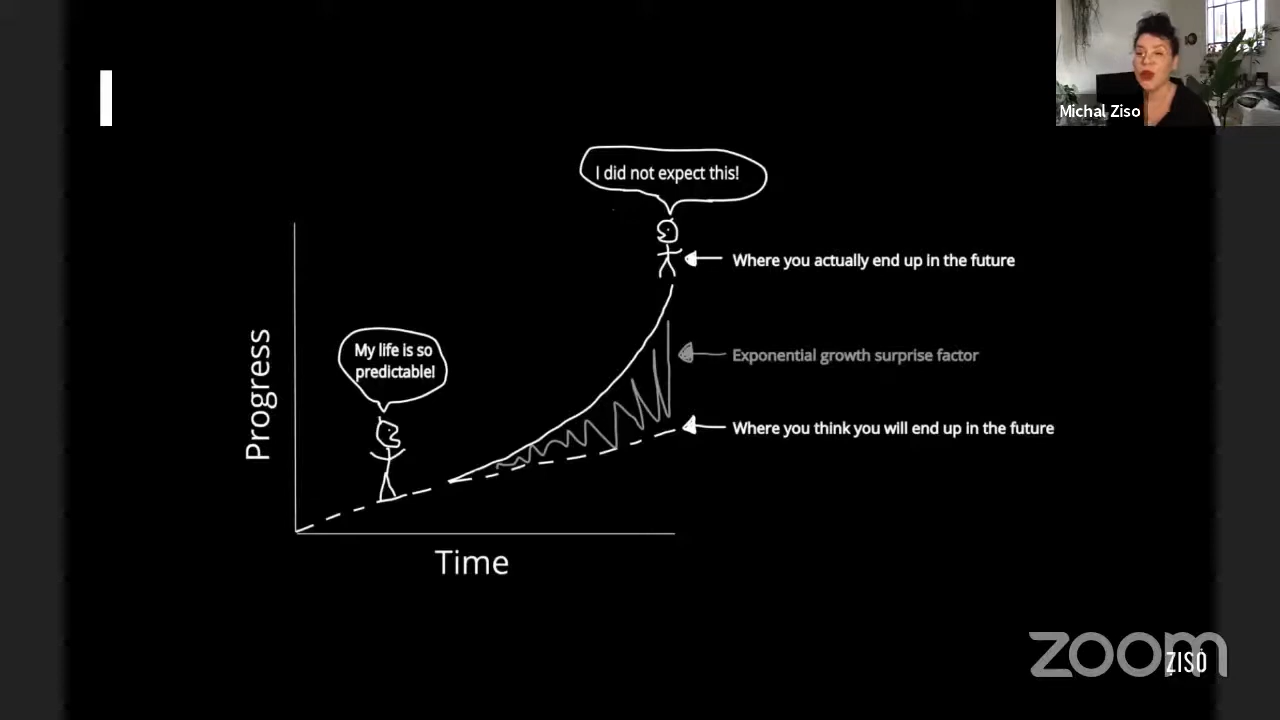 Michal Ziso
I did not expect this!
Where you actually end up in the future
My life is so
predictable!
Exponential growth surprise factor
Where you think you will end up in the future
Progress
Time
zoom
ZISO